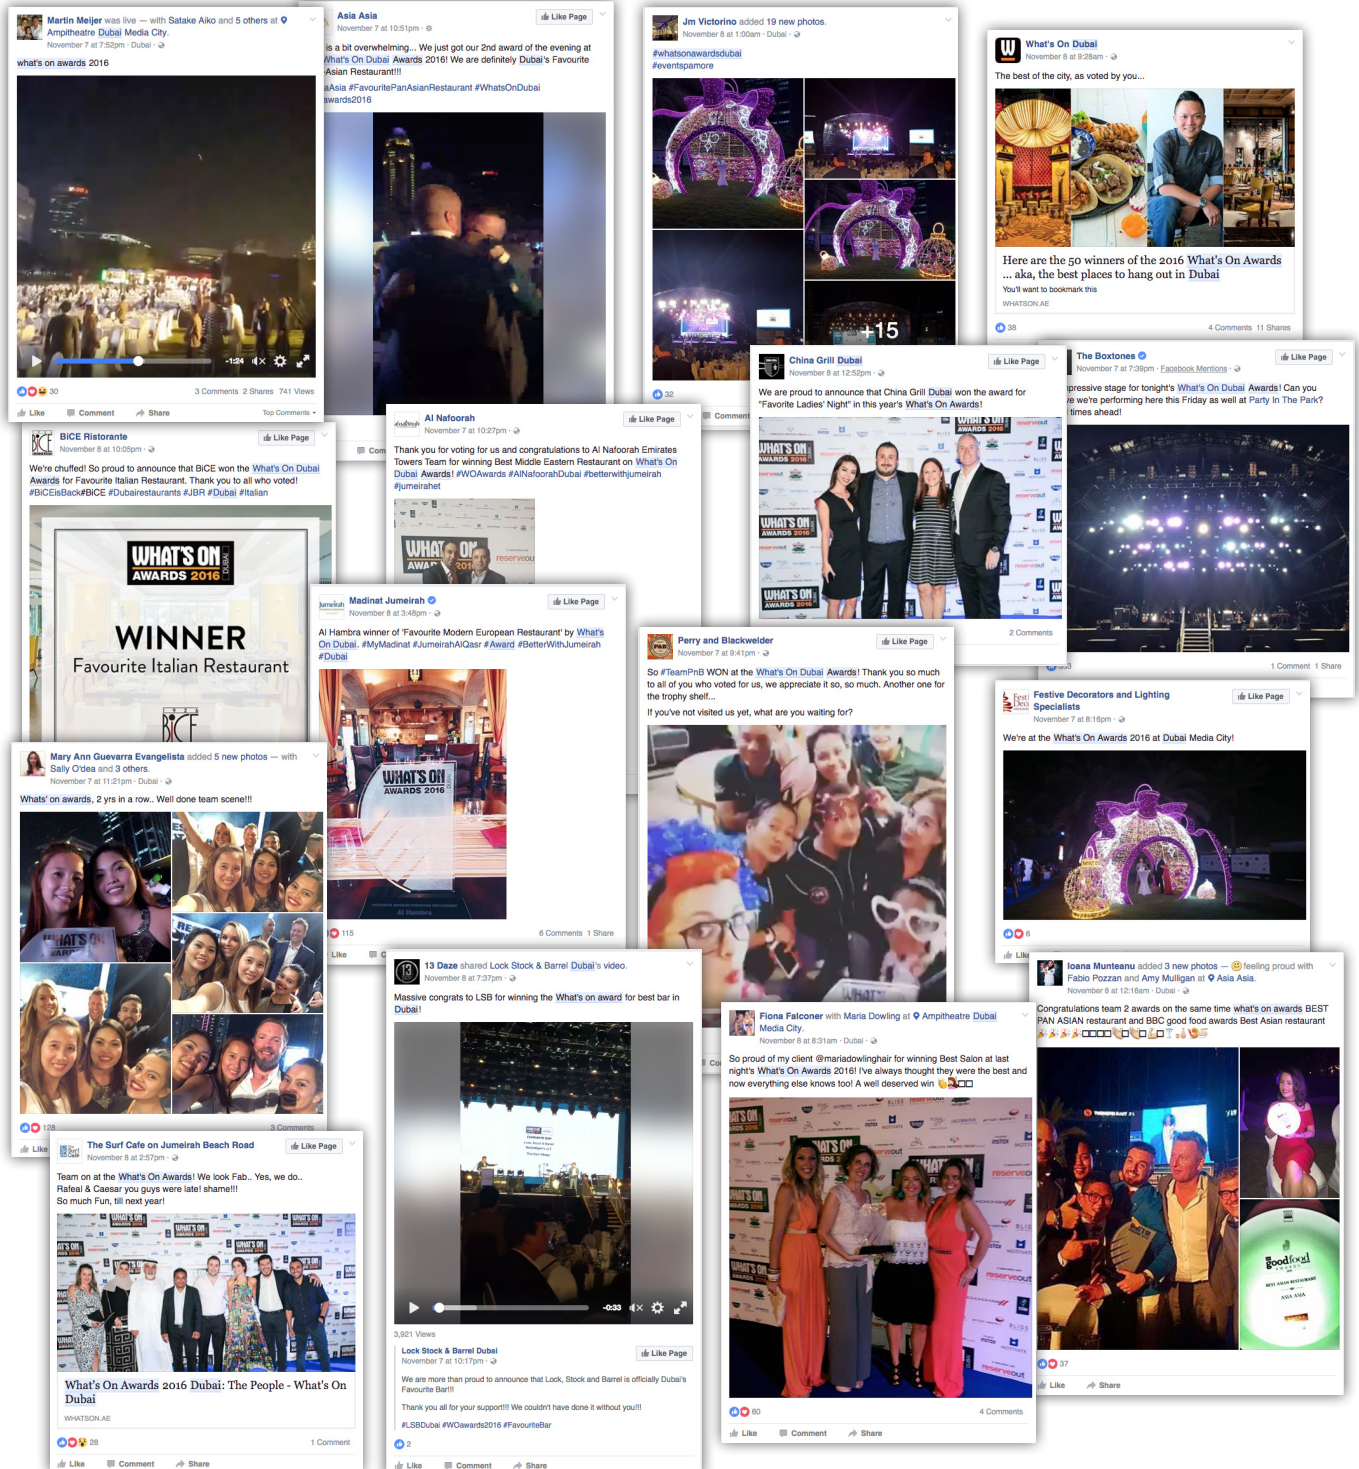 Martin Meijer was live — with Satake Aiko and 5 others at
Ampitheatre Dubai Media City.
November 7 at 7:52pm · Dubai ·
what's on awards 2016
-1:24
30
3 Comments 2 Shares 741 Views
Like Comment Share
Top Comments
Asia Asia
Like Page
November 7 at 10:51pm ·
is a bit overwhelming... We just got our 2nd award of the evening at
What's On Dubai Awards 2016! We are definitely Dubai's Favourite
Asian Restaurant!!!
aAsia #FavouritePanAsianRestaurant #WhatsOnDubai
awards2016
Com
Jm Victorino added 19 new photos.
November 8 at 1:00am · Dubai ·
#whatsonawardsdubai
#eventspamore
+15
32
Comment
What's On Dubai
November 8 at 9:28am ·
The best of the city, as voted by you...
Here are the 50 winners of the 2016 What's On Awards
... aka, the best places to hang out in Dubai
You'll want to bookmark this
WHATSON.AE
38
4 Comments 11 Shares
China Grill Dubai
Like Page
November 8 at 12:52pm ·
We are proud to announce that China Grill Dubai won the award for
"Favorite Ladies' Night" in this year's What's On Awards!
WHAT'S ON
AWARDS 2016
reserveout
2 Comments
The Boxtones
Like Page
November 7 at 7:39pm · Facebook Mentions ·
pressive stage for tonight's What's On Dubai Awards! Can you
ve we're performing here this Friday as well at Party In The Park?
times ahead!
1 Comment 1 Share
BiCE Ristorante
Like Page
November 8 at 10:05pm ·
We're chuffed! So proud to announce that BiCE won the What's On Dubai
Awards for Favourite Italian Restaurant. Thank you to all who voted!
#BiCEisBack#BiCE #Dubairestaurants #JBR #Dubai #Italian
WHAT'S ON
DUBAI
AWARDS 2016
WINNER
Favourite Italian Restaurant
1926
BiCE
Al Nafoorah
Like Page
November 7 at 10:27pm ·
Thank you for voting for us and congratulations to Al Nafoorah Emirates
Towers Team for winning Best Middle Eastern Restaurant on What's On
Dubai Awards! #WOAwards #AlNafoorahDubai #betterwithjumeirah
#jumeirahet
WHAT'S ON
AWARDS 2016
reserveou
Madinat Jumeirah
Like Page
November 8 at 3:48pm ·
Al Hambra winner of 'Favourite Modern European Restaurant' by What's
On Dubai. #MyMadinat #JumeirahAlQasr #Award #BetterWithJumeirah
#Dubai
WHAT'S ON
AWARDS 2016
Al Hambra
115
6 Comments 1 Share
Like
Perry and Blackwelder
Like Page
November 7 at 9:41pm ·
So #TeamPnB WON at the What's On Dubai Awards! Thank you so much
to all of you who voted for us, we appreciate it so, so much. Another one for
the trophy shelf...
If you've not visited us yet, what are you waiting for?
Festive Decorators and Lighting
Specialists
Like Page
November 7 at 8:16pm ·
We're at the What's On Awards 2016 at Dubai Media City!
6
Mary Ann Guevarra Evangelista added 5 new photos — with
Sally O'dea and 3 others.
November 7 at 11:21pm · Dubai ·
Whats' on awards, 2 yrs in a row.. Well done team scene!!!
128
3 Comments
Like
13 Daze shared Lock Stock & Barrel Dubai's video.
November 8 at 7:37pm ·
Massive congrats to LSB for winning the What's on award for best bar in
Dubai!
-0:33
3,921 Views
Lock Stock & Barrel Dubai
Like Page
November 7 at 10:17pm ·
We are more than proud to announce that Lock, Stock and Barrel is officially Dubai's
Favourite Bar!!!
Thank you all for your support!!! We couldn't have done it without you!!!
#LSBDubai #WOawards2016 #FavouriteBar
2
Like Comment Share
Fiona Falconer with Maria Dowling at Ampitheatre Dubai
Media City.
November 8 at 8:31am · Dubai ·
So proud of my client @mariadowlinghair for winning Best Salon at last
night's What's On Awards 2016! I've always thought they were the best and
now everything else knows too! A well deserved win
reserveout
60
4 Comments
Like Comment Share
Ioana Munteanu added 3 new photos — feeling proud with
Fabio Pozzan and Amy Mulligan at Asia Asia.
November 8 at 12:16am · Dubai ·
Congratulations team 2 awards on the same time what's on awards BEST
PAN ASIAN restaurant and BBC good food awards Best Asian restaurant
goodfood
AWARDS
BEST ASIAN RESTAURANT
ASIA ASIA
37
Like Share
The Surf Cafe on Jumeirah Beach Road
Like Page
November 8 at 2:57pm ·
Team on at the What's On Awards! We look Fab.. Yes, we do..
Rafeal & Caesar you guys were late! shame!!!
So much Fun, till next year!
What's On Awards 2016 Dubai: The People - What's On
Dubai
WHATSON.AE
28
1 Comment
Like Comment Share